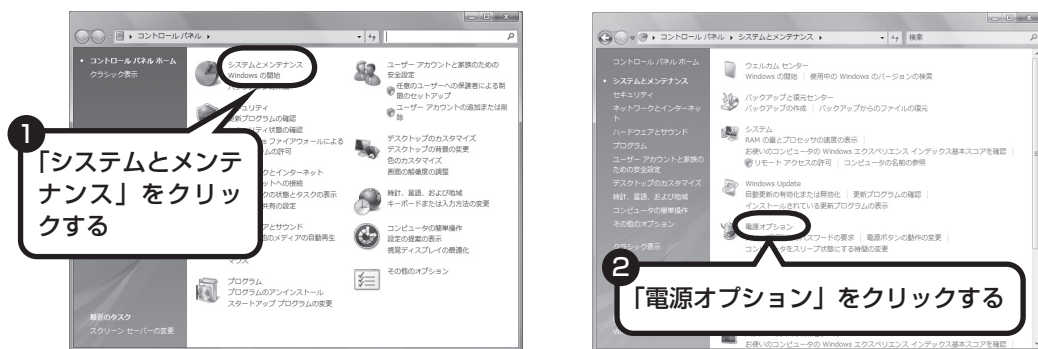 コントロール パネル
コントロール パネル ホーム
クラシック表示
システムとメンテナンス
Windows の開始
セキュリティ
更新プログラムの確認
プログラム
プログラムのアンインストール
スタートアップ プログラムの変更
マウス
最近のタスク
スクリーン セーバーの変更
ユーザー アカウントと家族のための
安全設定
任意のユーザーへの保護者による制
限のセットアップ
ユーザー アカウントの追加または削
除
デスクトップのカスタマイズ
デスクトップの背景の変更
色のカスタマイズ
画面の解像度の調整
時計、言語、および地域
キーボードまたは入力方法の変更
コンピュータの簡単操作
設定の提案の表示
視覚ディスプレイの最適化
その他のオプション
1
「システムとメンテ
ナンス」をクリッ
クする
コントロール パネル システムとメンテナンス
検索
コントロール パネル ホーム
システムとメンテナンス
セキュリティ
ネットワークとインターネッ
ト
ハードウェアとサウンド
プログラム
ユーザー アカウントと家族の
ための安全設定
デスクトップのカスタマイズ
時計、言語、および地域
コンピュータの簡単操作
その他のオプション
クラシック表示
ウェルカム センター
Windows の開始 使用中の Windows のバージョンの検索
バックアップと復元センター
バックアップの作成 バックアップからのファイルの復元
システム
RAM の量とプロセッサの速度の表示
お使いのコンピュータの Windows エクスペリエンス インデックス基本スコアを確認
リモート アクセスの許可 コンピュータの名前の参照
Windows Update
自動更新の有効化または無効化 更新プログラムの確認
インストールされている更新プログラムの表示
電源オプション
パスワードの要求 電源ボタンの動作の変更
をスリープ状態にする時間の変更
2
「電源オプション」をクリックする
お使いのコンピュータの Windows エクスペリエンス インデックス基本スコアを確認